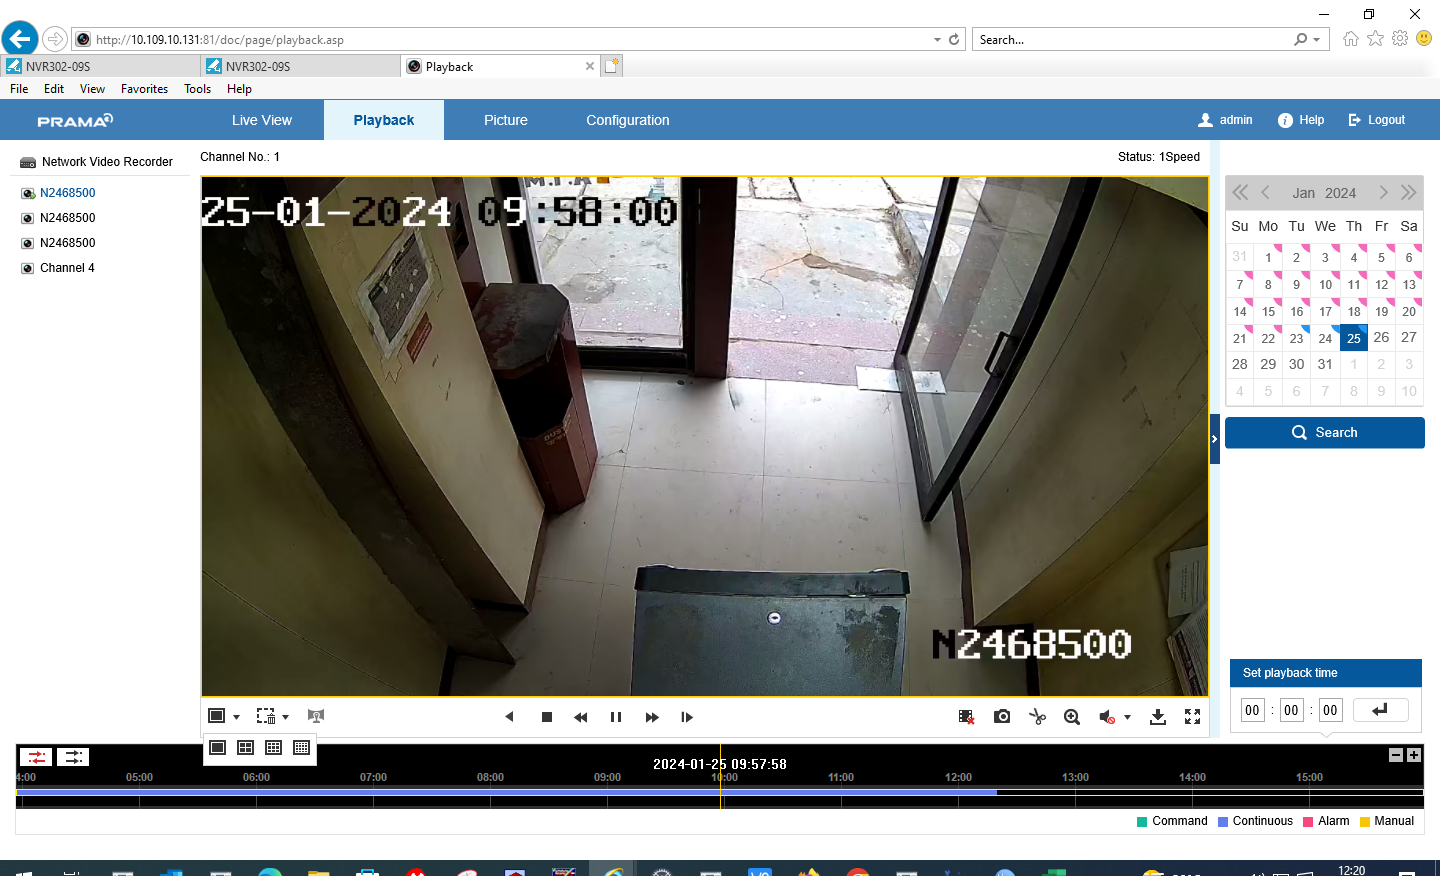 http://10.109.10.131:81/doc/page/playback.asp
Search...
NVR302-09S
NVR302-09S
Playback
File Edit View Favorites Tools Help
PRAMA
Live View
Playback
Picture
Configuration
admin
Help
Logout
Network Video Recorder
N2468500
N2468500
N2468500
Channel 4
Channel No.: 1
Status: 1Speed
25-01-2024 09:58:00
N2468500
Jan 2024
Su Mo Tu We Th Fr Sa
31 1 2 3 4 5 6
7 8 9 10 11 12 13
14 15 16 17 18 19 20
21 22 23 24 25 26 27
28 29 30 31 1 2 3
4 5 6 7 8 9 10
Search
Set playback time
00 : 00 : 00
2024-01-25 09:57:58
4:00 05:00 06:00 07:00 08:00 09:00 10:00 11:00 12:00 13:00 14:00 15:00
Command Continuous Alarm Manual
12:20